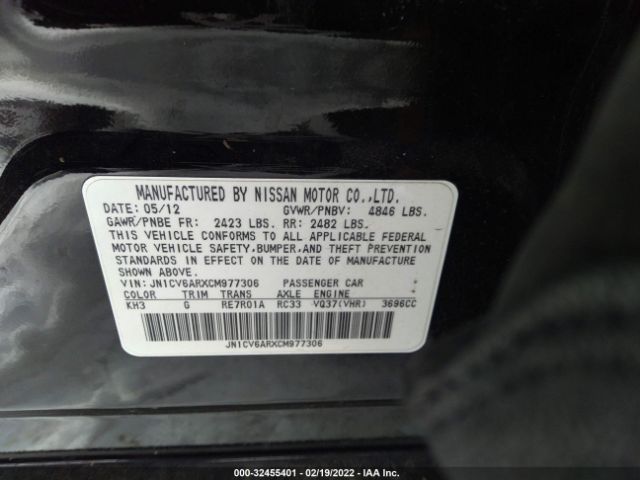 MANUFACTURED BY NISSAN MOTOR CO.,LTD.
DATE: 05/12 GVWR/PNBV: 4846 LBS.
GAWR/PNBE FR: 2423 LBS. RR: 2482 LBS.
THIS VEHICLE CONFORMS TO ALL APPLICABLE FEDERAL
MOTOR VEHICLE SAFETY,BUMPER,AND THEFT PREVENTION
STANDARDS IN EFFECT ON THE DATE OF MANUFACTURE
SHOWN ABOVE.
VIN: JN1CV6ARXCM977306 PASSENGER CAR
COLOR TRIM TRANS AXLE ENGINE
KH3 G RE7R01A RC33 VQ37(VHR) 3696CC
JN1CV6ARXCM977306
000-32455401 - 02/19/2022 - IAA Inc.